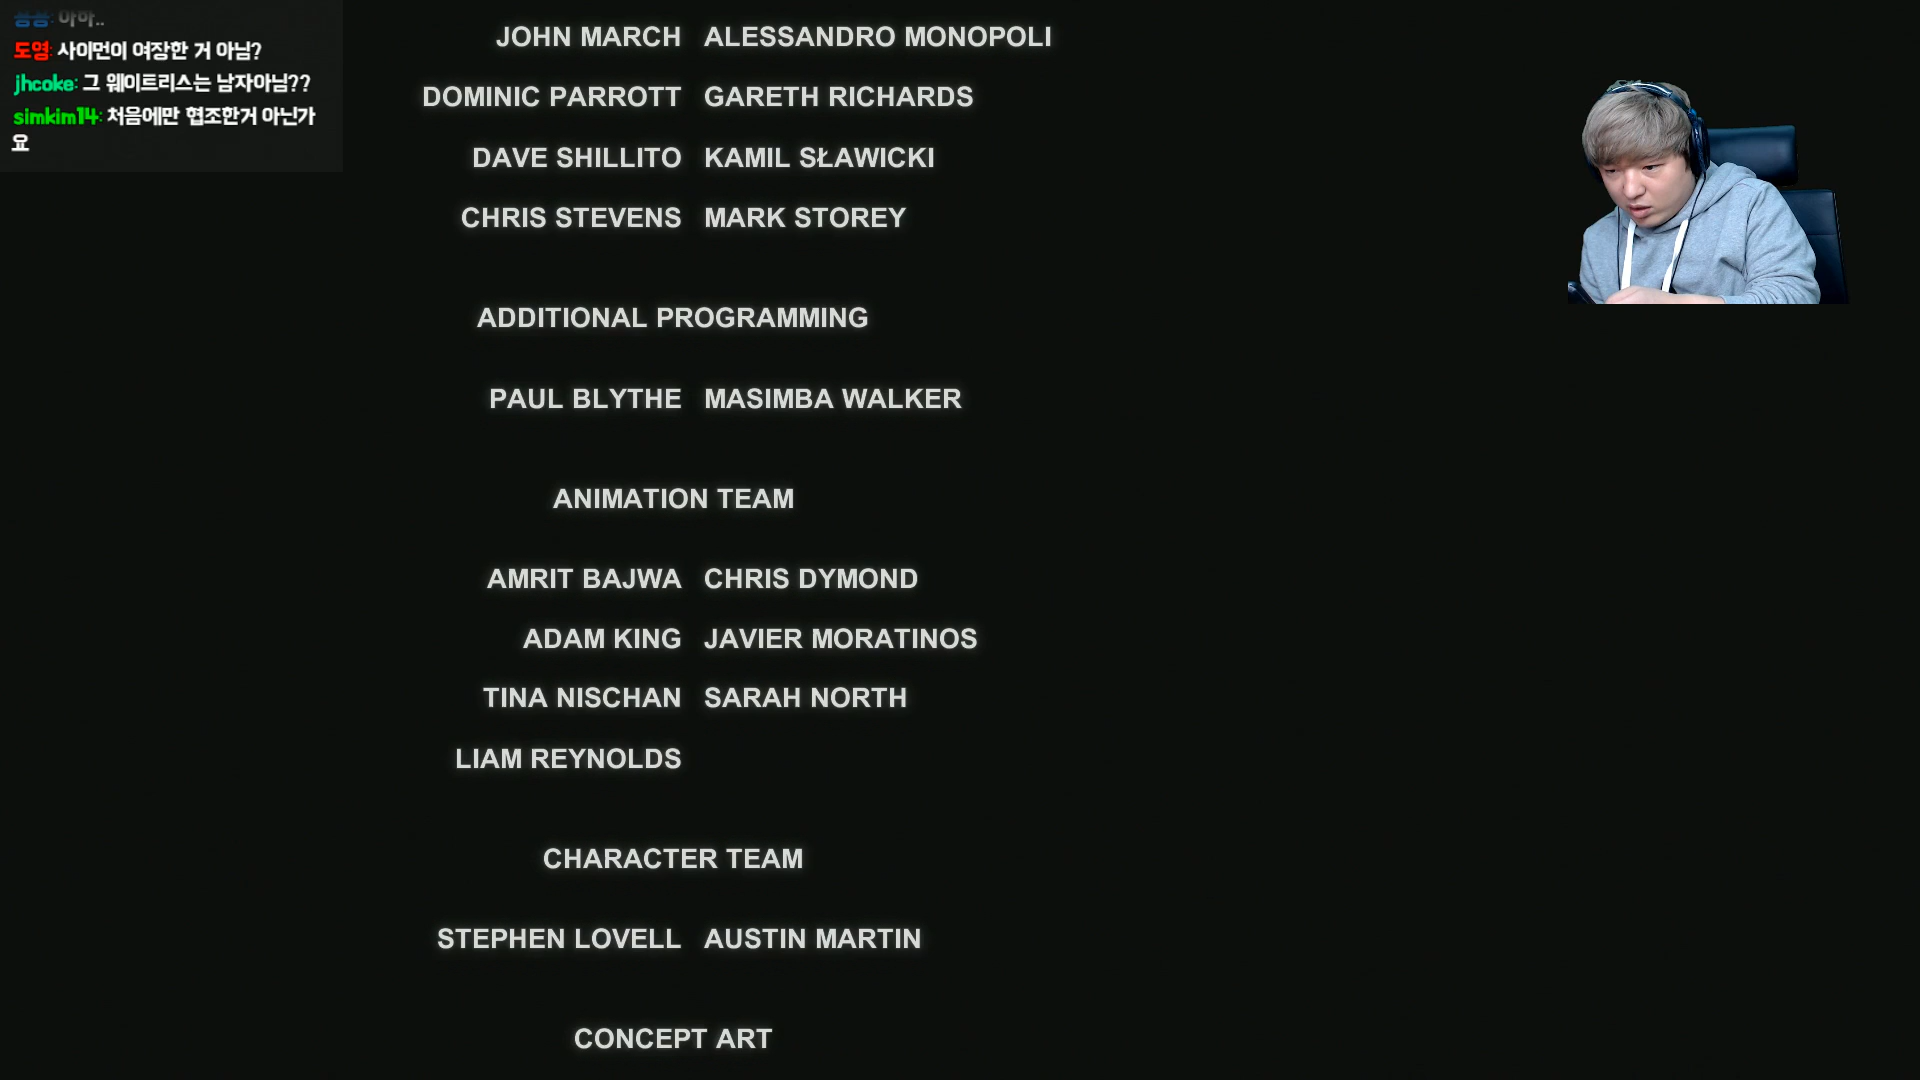 아하..
도영: 사이먼이 여장한 거 아님?
jhcoke: 그 웨이트리스는 남자아님??
simkim14: 처음에만 협조한거 아닌가
요
JOHN MARCH ALESSANDRO MONOPOLI
DOMINIC PARROTT GARETH RICHARDS
DAVE SHILLITO KAMIL SŁAWICKI
CHRIS STEVENS MARK STOREY
ADDITIONAL PROGRAMMING
PAUL BLYTHE MASIMBA WALKER
ANIMATION TEAM
AMRIT BAJWA CHRIS DYMOND
ADAM KING JAVIER MORATINOS
TINA NISCHAN SARAH NORTH
LIAM REYNOLDS
CHARACTER TEAM
STEPHEN LOVELL AUSTIN MARTIN
CONCEPT ART